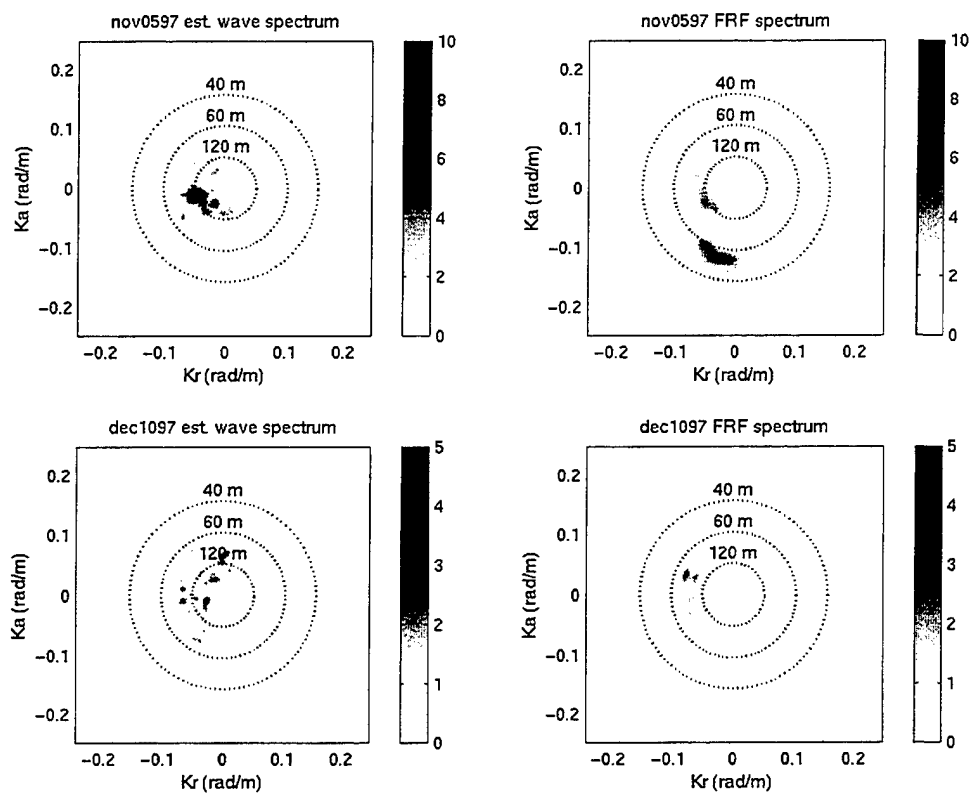 nov0597 est. wave spectrum
0.2
0.1
0
−0.1
−0.2
Ka (rad/m)
40 m
60 m
120 m
−0.2 −0.1 0 0.1 0.2
Kr (rad/m)
10
8
6
4
2
0
nov0597 FRF spectrum
0.2
0.1
0
−0.1
−0.2
Ka (rad/m)
40 m
60 m
120 m
−0.2 −0.1 0 0.1 0.2
Kr (rad/m)
10
8
6
4
2
0
dec1097 est. wave spectrum
0.2
0.1
0
−0.1
−0.2
Ka (rad/m)
40 m
60 m
120 m
−0.2 −0.1 0 0.1 0.2
Kr (rad/m)
5
4
3
2
1
0
dec1097 FRF spectrum
0.2
0.1
0
−0.1
−0.2
Ka (rad/m)
40 m
60 m
120 m
−0.2 −0.1 0 0.1 0.2
Kr (rad/m)
5
4
3
2
1
0